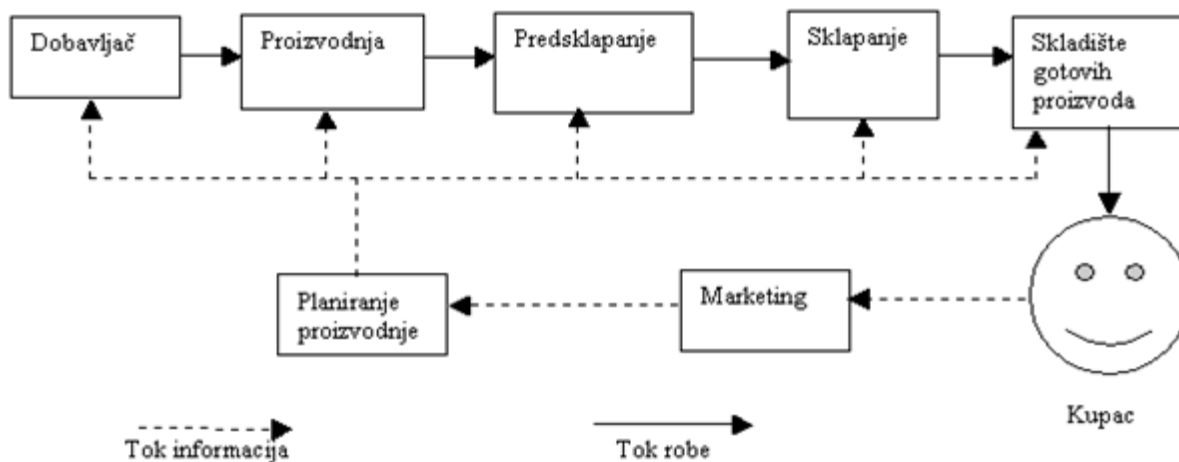 Dobavljač
Proizvodnja
Predsklapanje
Sklapanje
Skladište
gotovih
proizvoda
Planiranje
proizvodnje
Marketing
Kupac
Tok informacija
Tok robe